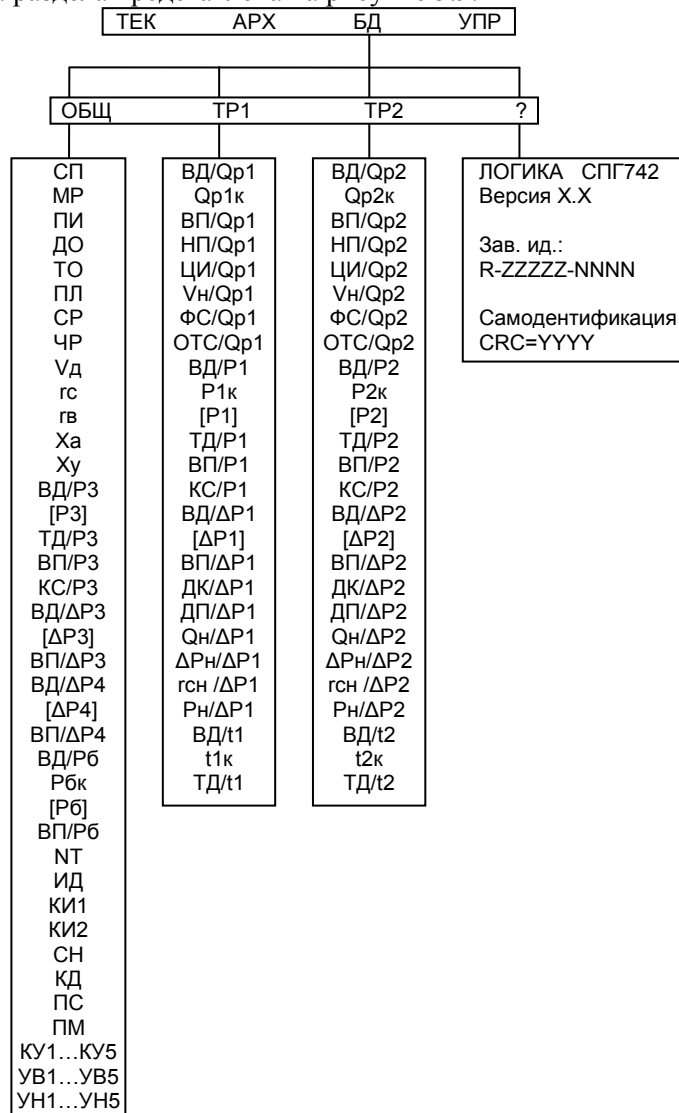 ТЕК АРХ БД УПР
ОБЩ ТР1 ТР2 ?
СП
МР
ПИ
ДО
ТО
ПЛ
СР
ЧР
Vд
rc
rв
Ха
Ху
ВД/Р3
[Р3]
ТД/Р3
ВП/Р3
КС/Р3
ВД/ΔР3
[ΔР3]
ВП/ΔР3
ВД/ΔР4
[ΔР4]
ВП/ΔР4
ВД/Рб
Рбк
[Рб]
ВП/Рб
NT
ИД
КИ1
КИ2
СН
КД
ПС
ПМ
КУ1…КУ5
УВ1…УВ5
УН1…УН5
ВД/Qр1
Qр1к
ВП/Qр1
НП/Qр1
ЦИ/Qр1
Vн/Qр1
ФС/Qр1
ОТС/Qр1
ВД/Р1
Р1к
[Р1]
ТД/Р1
ВП/Р1
КС/Р1
ВД/ΔР1
[ΔР1]
ВП/ΔР1
ДК/ΔР1
ДП/ΔР1
Qн/ΔР1
ΔРн/ΔР1
rсн /ΔР1
Рн/ΔР1
ВД/t1
t1к
ТД/t1
ВД/Qр2
Qр2к
ВП/Qр2
НП/Qр2
ЦИ/Qр2
Vн/Qр2
ФС/Qр2
ОТС/Qр2
ВД/Р2
Р2к
[Р2]
ТД/Р2
ВП/Р2
КС/Р2
ВД/ΔР2
[ΔР2]
ВП/ΔР2
ДК/ΔР2
ДП/ΔР2
Qн/ΔР2
ΔРн/ΔР2
rсн /ΔР2
Рн/ΔР2
ВД/t2
t2к
ТД/t2
ЛОГИКА СПГ742
Версия Х.Х
Зав. ид.:
R-ZZZZZ-NNNN
Самодентификация
CRC=YYYY